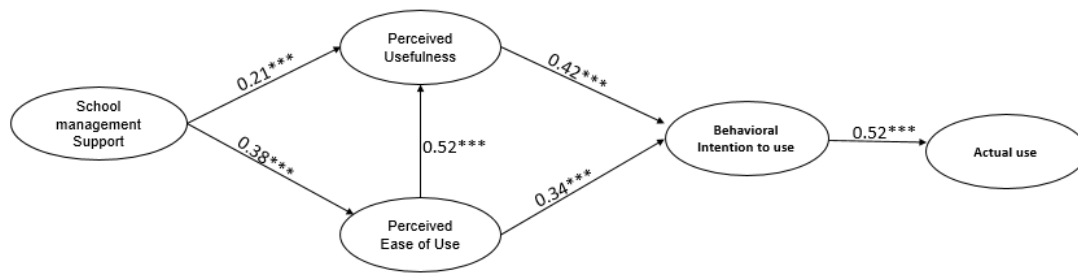 Perceived
Usefulness
0.21***
0.42***
School
management
Support
0.38***
0.52***
Behavioral
Intention to use
0.52***
Actual use
0.34***
Perceived
Ease of Use